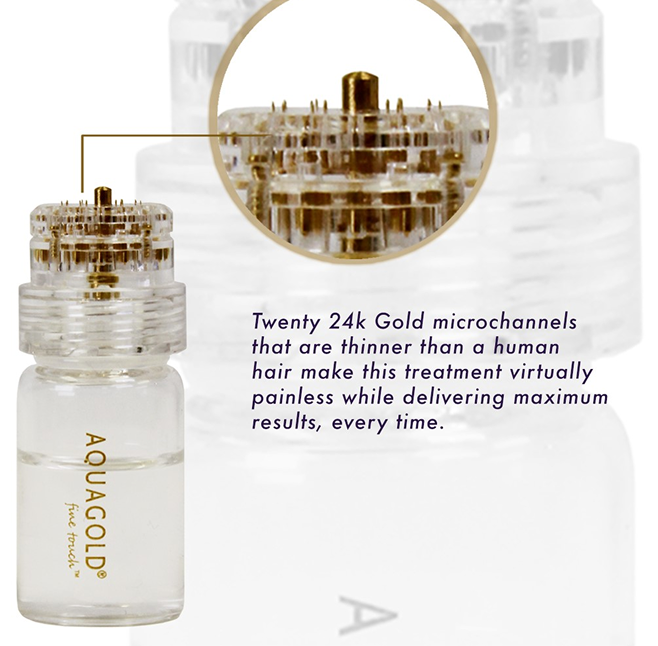 Twenty 24k Gold microchannels
that are thinner than a human
hair make this treatment virtually
painless while delivering maximum
results, every time.
AQUAGOLD®
fine touch™
A